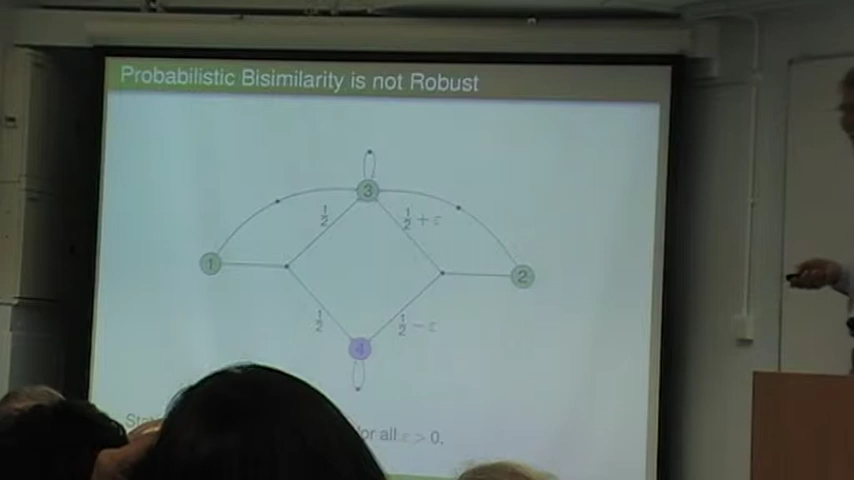 Probabilistic Bisimilarity is not Robust
3
1/2
1/2 + ε
1
2
1/2
1/2 − ε
4
for all ε > 0.